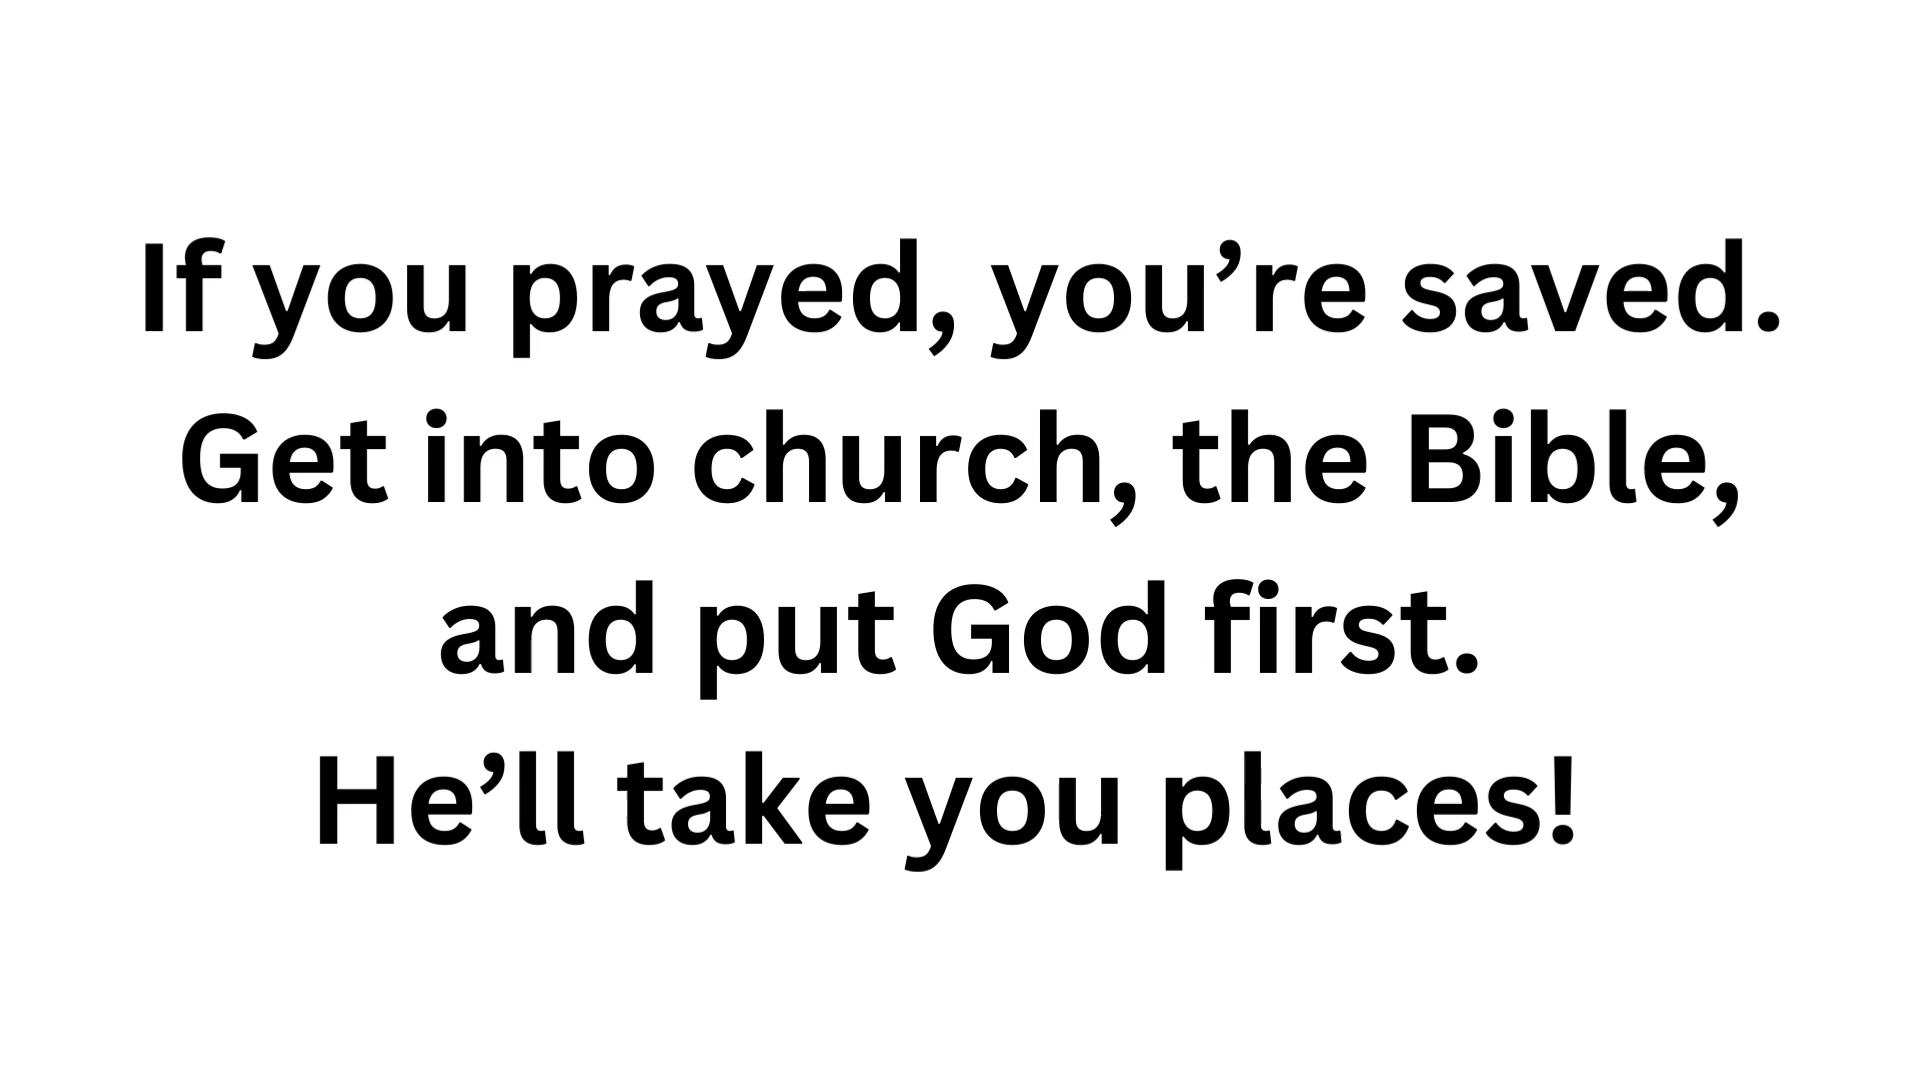 If you prayed, you’re saved.
Get into church, the Bible,
and put God first.
He’ll take you places!